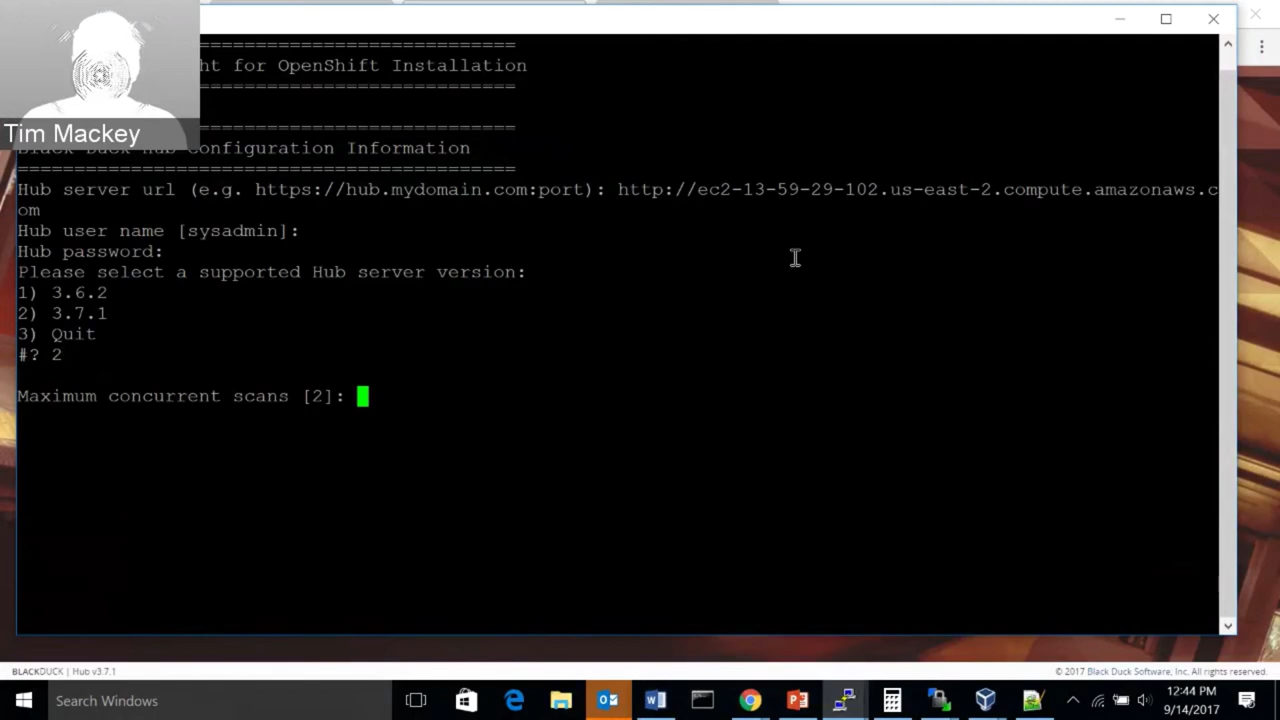 ==============================
ht for OpenShift Installation
==============================
==============================
Black Duck Hub Configuration Information
==============================
Tim Mackey
Hub server url (e.g. https://hub.mydomain.com:port): http://ec2-13-59-29-102.us-east-2.compute.amazonaws.c
om
Hub user name [sysadmin]:
Hub password:
Please select a supported Hub server version:
1) 3.6.2
2) 3.7.1
3) Quit
#? 2
Maximum concurrent scans [2]:
BLACKDUCK | Hub v3.7.1
© 2017 Black Duck Software, Inc. All rights reserved.
Search Windows
12:44 PM
9/14/2017